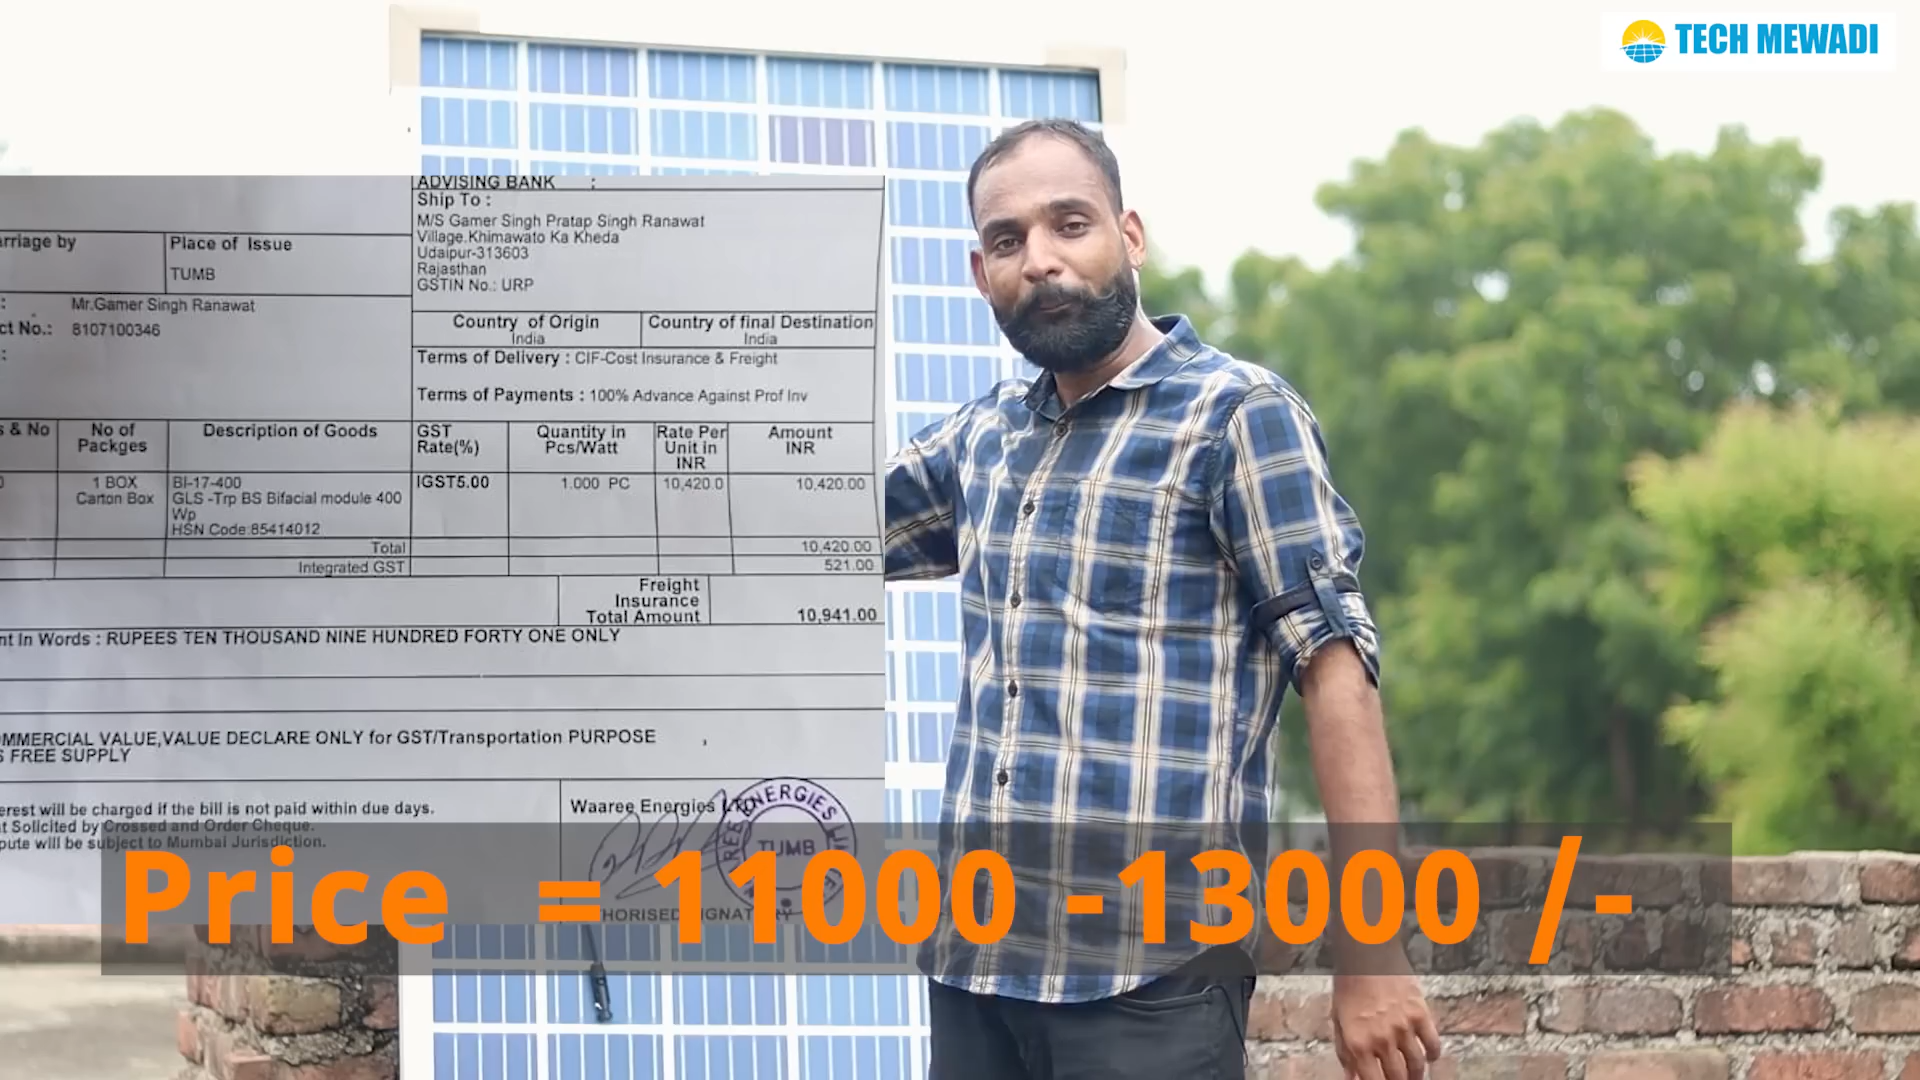 TECH MEWADI
ADVISING BANK :
Ship To :
M/S Gamer Singh Pratap Singh Ranawat
Village.Khimawato Ka Kheda
Udaipur-313603
Rajasthan
GSTIN No.: URP
Place of Issue
TUMB
Mr.Gamer Singh Ranawat
8107100346
Country of Origin Country of final Destination
India India
Terms of Delivery : CIF-Cost Insurance & Freight
Terms of Payments : 100% Advance Against Prof Inv
& No No of Packges Description of Goods GST Rate(%) Quantity in Pcs/Watt Rate Per Unit in INR Amount INR
1 BOX BI-17-400 IGST5.00 1.000 PC 10,420.0 10,420.00
Carton Box GLS -Trp BS Bifacial module 400
Wp
HSN Code:85414012
Total 10,420.00
Integrated GST 521.00
Freight
Insurance
Total Amount 10,941.00
In Words : RUPEES TEN THOUSAND NINE HUNDRED FORTY ONE ONLY
VALUE,VALUE DECLARE ONLY for GST/Transportation PURPOSE ,
FREE SUPPLY
will be charged if the bill is not paid within due days.
Waaree Energies LTD
Solicited by Crossed and Order Cheque.
will be subject to Mumbai Jurisdiction.
TUMB
Price = 11000 -13000 /-